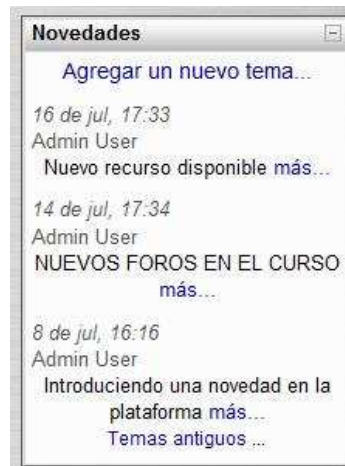 Novedades
Agregar un nuevo tema...
16 de jul, 17:33
Admin User
Nuevo recurso disponible más...
14 de jul, 17:34
Admin User
NUEVOS FOROS EN EL CURSO
más...
8 de jul, 16:16
Admin User
Introduciendo una novedad en la
plataforma más...
Temas antiguos ...